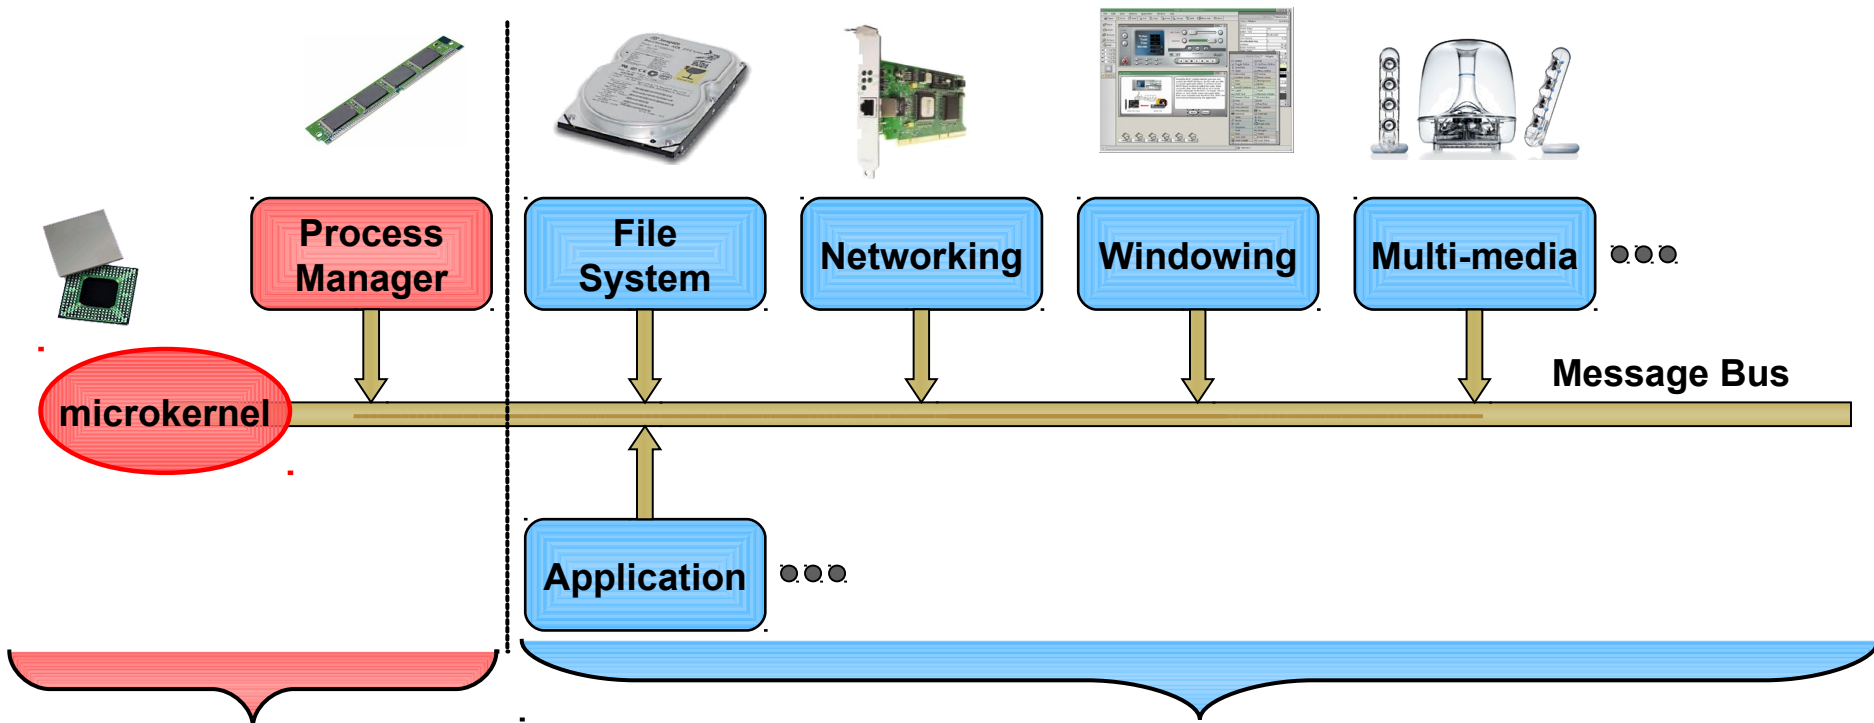 Process
Manager
File
System
Networking
Windowing
Multi-media
Message Bus
microkernel
Application